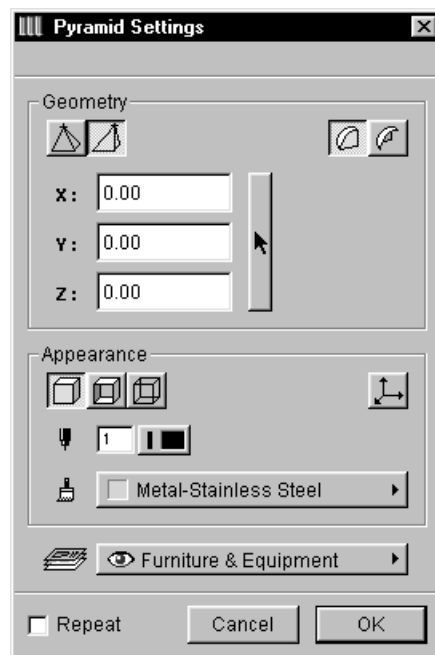 Pyramid Settings
Geometry
X: 0.00
Y: 0.00
Z: 0.00
Appearance
1
Metal-Stainless Steel
Furniture & Equipment
Repeat Cancel OK